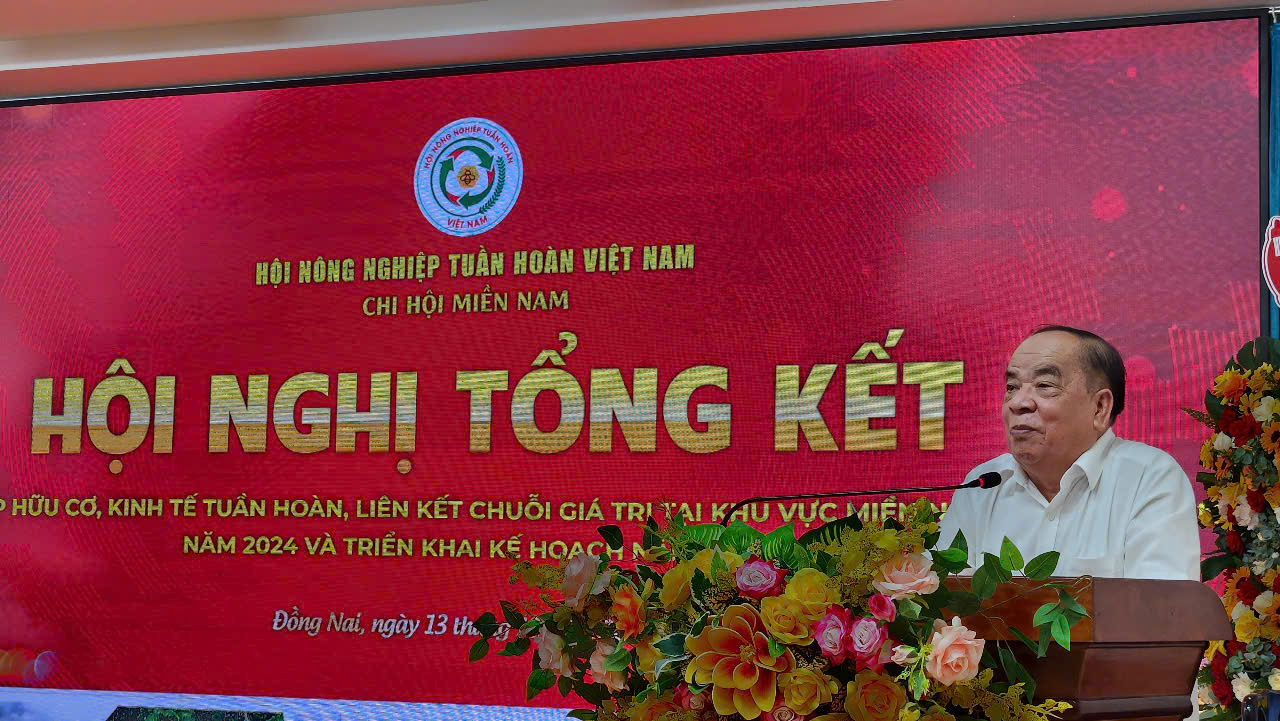 HỘI NÔNG NGHIỆP TUẦN HOÀN
VIỆT NAM
HỘI NÔNG NGHIỆP TUẦN HOÀN VIỆT NAM
CHI HỘI MIỀN NAM
HỘI NGHỊ TỔNG KẾT
HỮU CƠ, KINH TẾ TUẦN HOÀN, LIÊN KẾT CHUỖI GIÁ TRỊ TẠI KHU VỰC MIỀN
NĂM 2024 VÀ TRIỂN KHAI KẾ HOẠCH
Đồng Nai, ngày 13